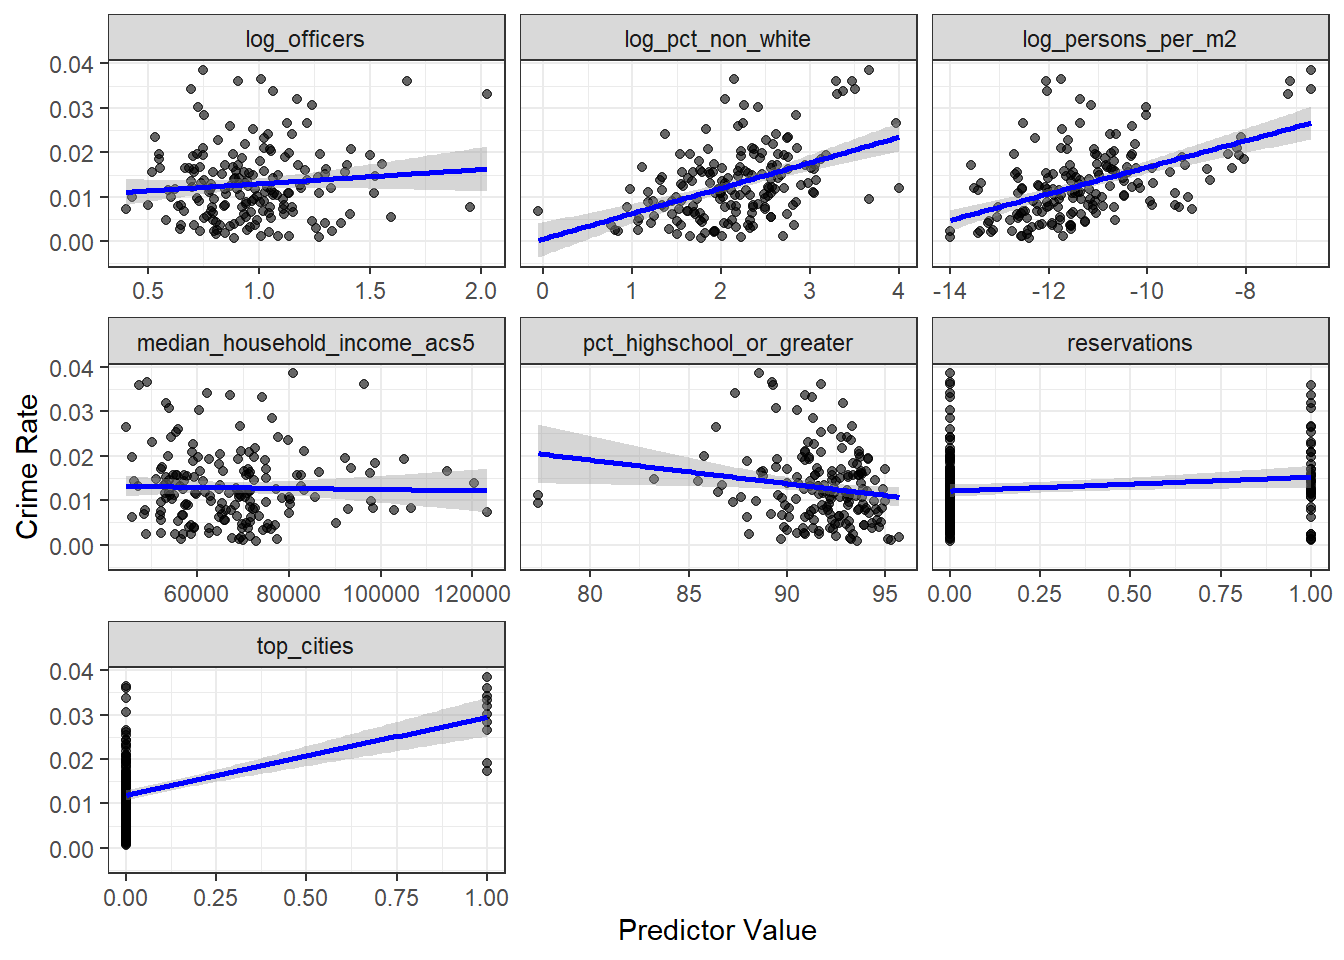 log_officers log_pct_non_white log_persons_per_m2
0.04
0.03
0.02
0.01
0.00
0.5 1.0 1.5 2.0 0 1 2 3 4 -14 -12 -10 -8
median_household_income_acs5 pct_highschool_or_greater reservations
0.04
0.03
0.02
0.01
0.00
60000 80000 100000 120000 80 85 90 95 0.00 0.25 0.50 0.75 1.00
Crime Rate
top_cities
0.04
0.03
0.02
0.01
0.00
0.00 0.25 0.50 0.75 1.00
Predictor Value